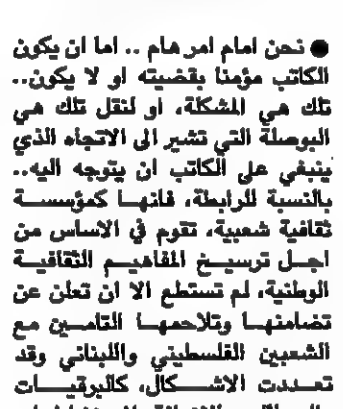 ● نحن امام امر هام .. اما ان يكون
الكاتب مؤمنا بقضيته او لا يكون..
تلك هي المشكلة، او لنقل تلك هي
البوصلة التي تشير الى الاتجاه الذي
ينبغي على الكاتب ان يتوجه اليه..
بالنسبة للرابطة، فانها كمؤسسة
ثقافية شعبية، تقوم في الاساس من
اجل ترسيخ المفاهيم الثقافية
الوطنية، لم تستطع الا ان تعلن عن
تضامنها وتلاحمها التامين مع
الشعبين الفلسطيني واللبناني وقد
تعددت الاشكال، كالبرقيات